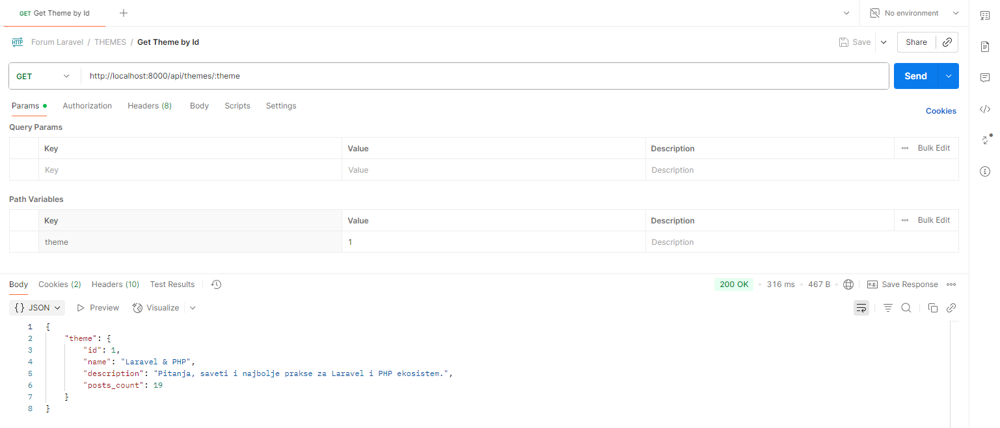 GET Get Theme by Id
No environment
HTTP Forum Laravel / THEMES / Get Theme by Id Save Share
GET http://localhost:8000/api/themes/:theme Send
Params Authorization Headers (8) Body Scripts Settings Cookies
Query Params
Key Value Description Bulk Edit
Key Value Description
Path Variables
Key Value Description Bulk Edit
theme 1 Description
Body Cookies (2) Headers (10) Test Results 200 OK 316 ms 467 B e.g. Save Response
{} JSON Preview Visualize
1 {
2 "theme": {
3 "id": 1,
4 "name": "Laravel & PHP",
5 "description": "Pitanja, saveti i najbolje prakse za Laravel i PHP ekosistem.",
6 "posts_count": 19
7 }
8 }